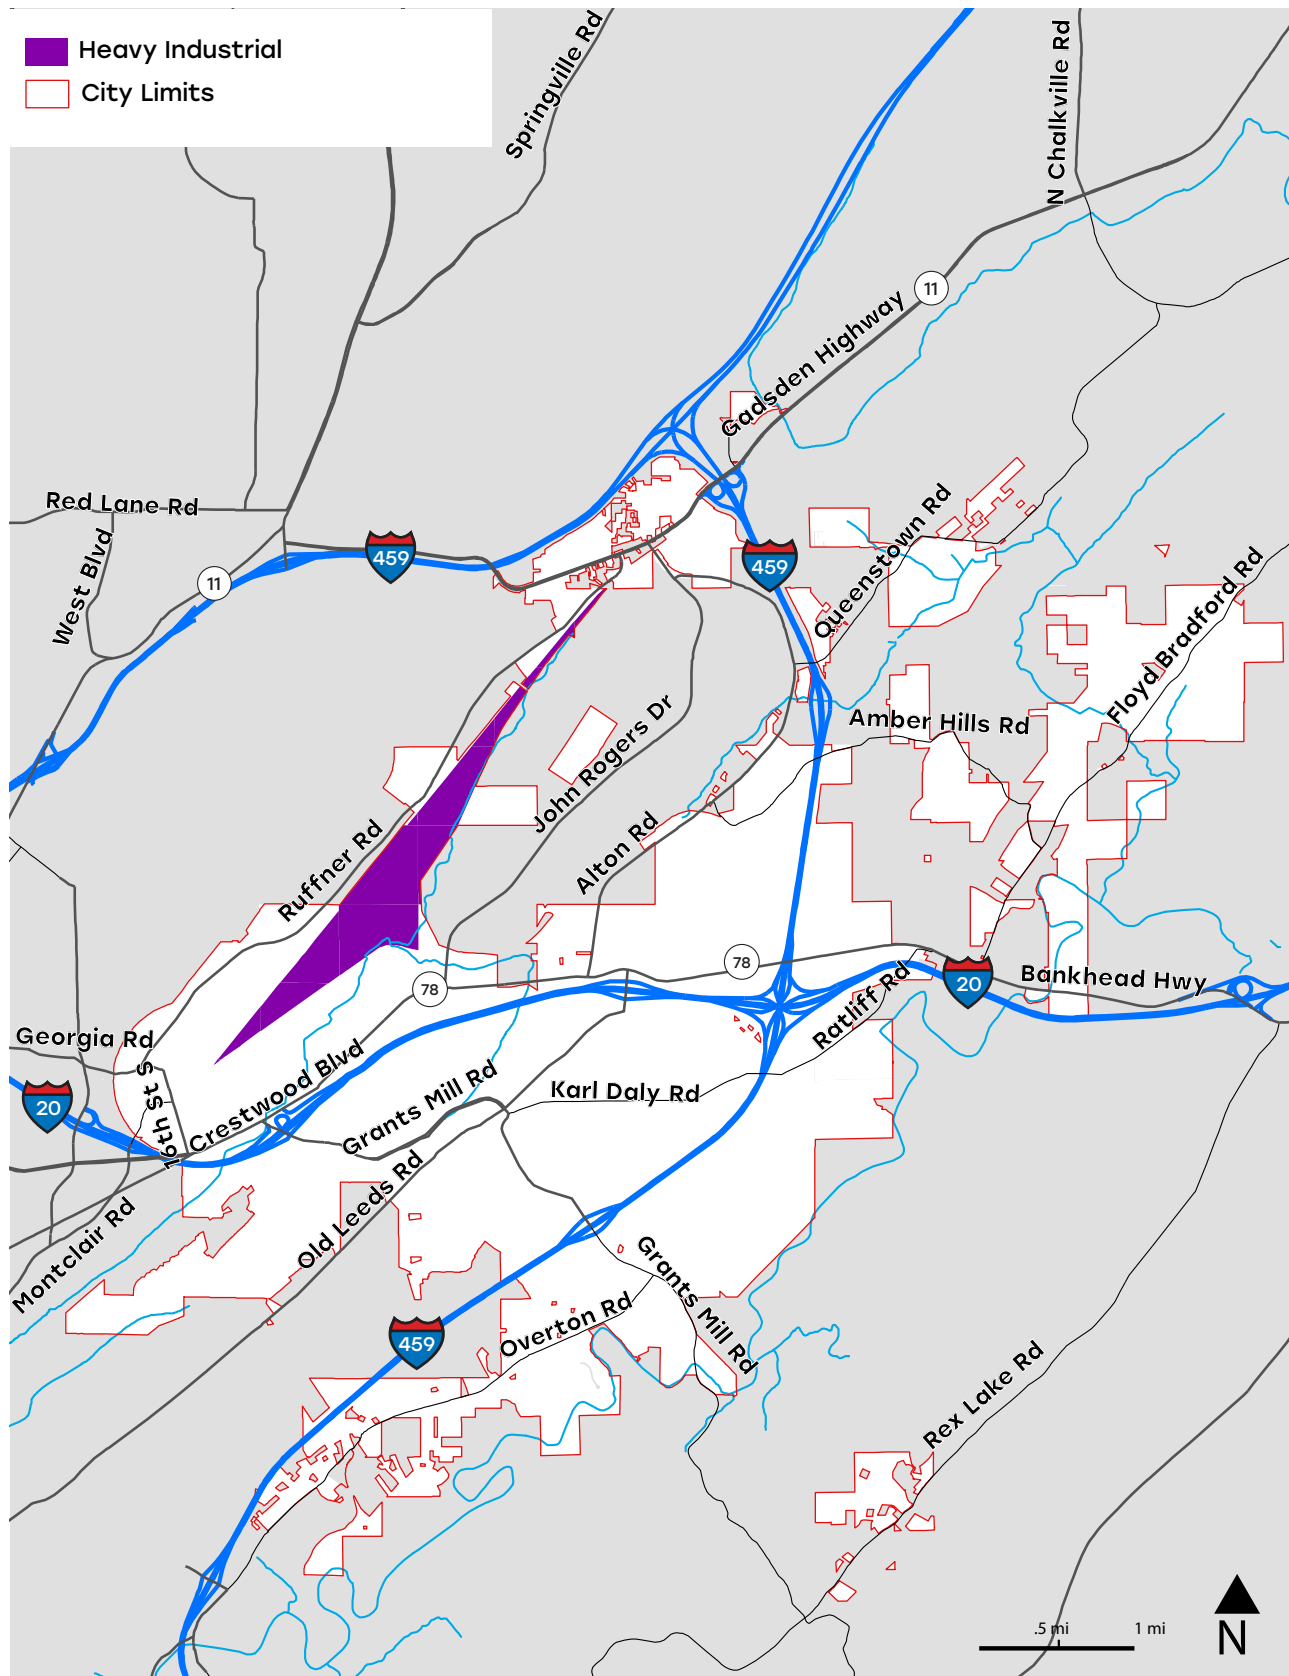 Heavy Industrial
City Limits
Springville Rd
N Chalkville Rd
11
Gadsden Highway
Red Lane Rd
West Blvd
459
459
11
Queenstown Rd
Floyd Bradford Rd
Amber Hills Rd
John Rogers Dr
Ruffner Rd
Alton Rd
78
78
Ratliff Rd
20
Bankhead Hwy
Georgia Rd
16th St S
Crestwood Blvd
Grants Mill Rd
Karl Daly Rd
20
Old Leeds Rd
Montclair Rd
Grants Mill Rd
459
Overton Rd
Rex Lake Rd
.5 mi
1 mi
N